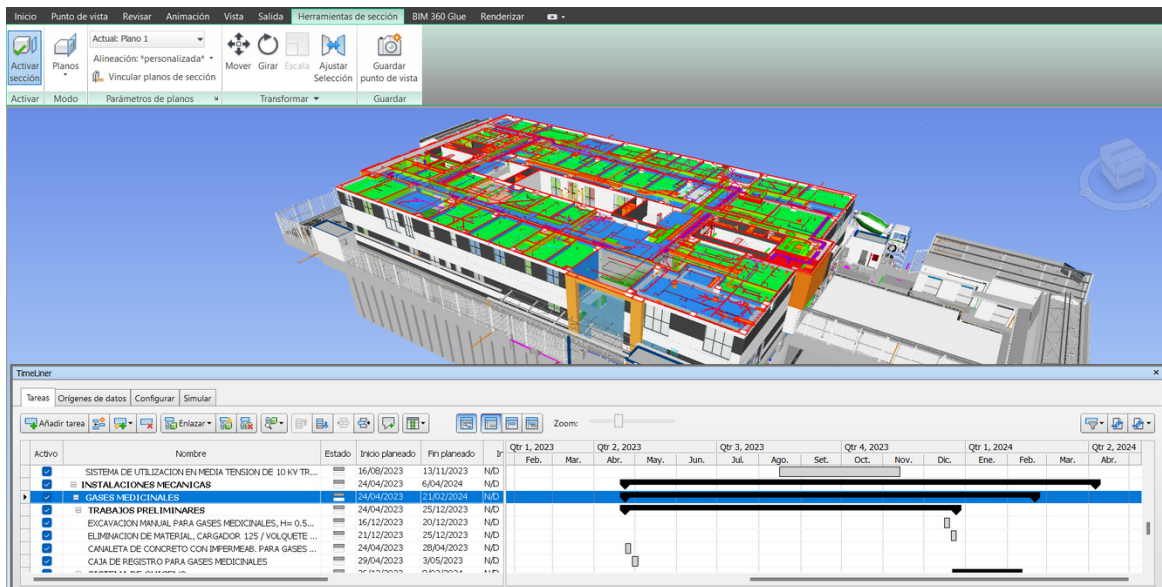 Inicio Punto de vista Revisar Animación Vista Salida Herramientas de sección BIM 360 Glue Renderizar
Actual: Plano 1
Alineación: *personalizada*
Vincular planos de sección
Activar sección
Planos
Mover Girar Escala Ajustar Selección
Guardar punto de vista
Activar Modo Parámetros de planos Transformar Guardar
TimeLiner
Tareas Orígenes de datos Configurar Simular
Añadir tarea Enlazar Zoom:
Activo Nombre Estado Inicio planeado Fin planeado Ir
Qtr 1, 2023 Qtr 2, 2023 Qtr 3, 2023 Qtr 4, 2023 Qtr 1, 2024 Qtr 2, 2024
Feb. Mar. Abr. May. Jun. Jul. Ago. Set. Oct. Nov. Dic. Ene. Feb. Mar. Abr.
SISTEMA DE UTILIZACION EN MEDIA TENSION DE 10 KV TR... 16/08/2023 13/11/2023 N/D
INSTALACIONES MECANICAS 24/04/2023 6/04/2024 N/D
GASES MEDICINALES 24/04/2023 21/02/2024 N/D
TRABAJOS PRELIMINARES 24/04/2023 25/12/2023 N/D
EXCAVACION MANUAL PARA GASES MEDICINALES, H= 0.5... 16/12/2023 20/12/2023 N/D
ELIMINACION DE MATERIAL, CARGADOR 125 / VOLQUETE ... 21/12/2023 25/12/2023 N/D
CANALETA DE CONCRETO CON IMPERMEAB. PARA GASES ... 24/04/2023 28/04/2023 N/D
CAJA DE REGISTRO PARA GASES MEDICINALES 29/04/2023 3/05/2023 N/D